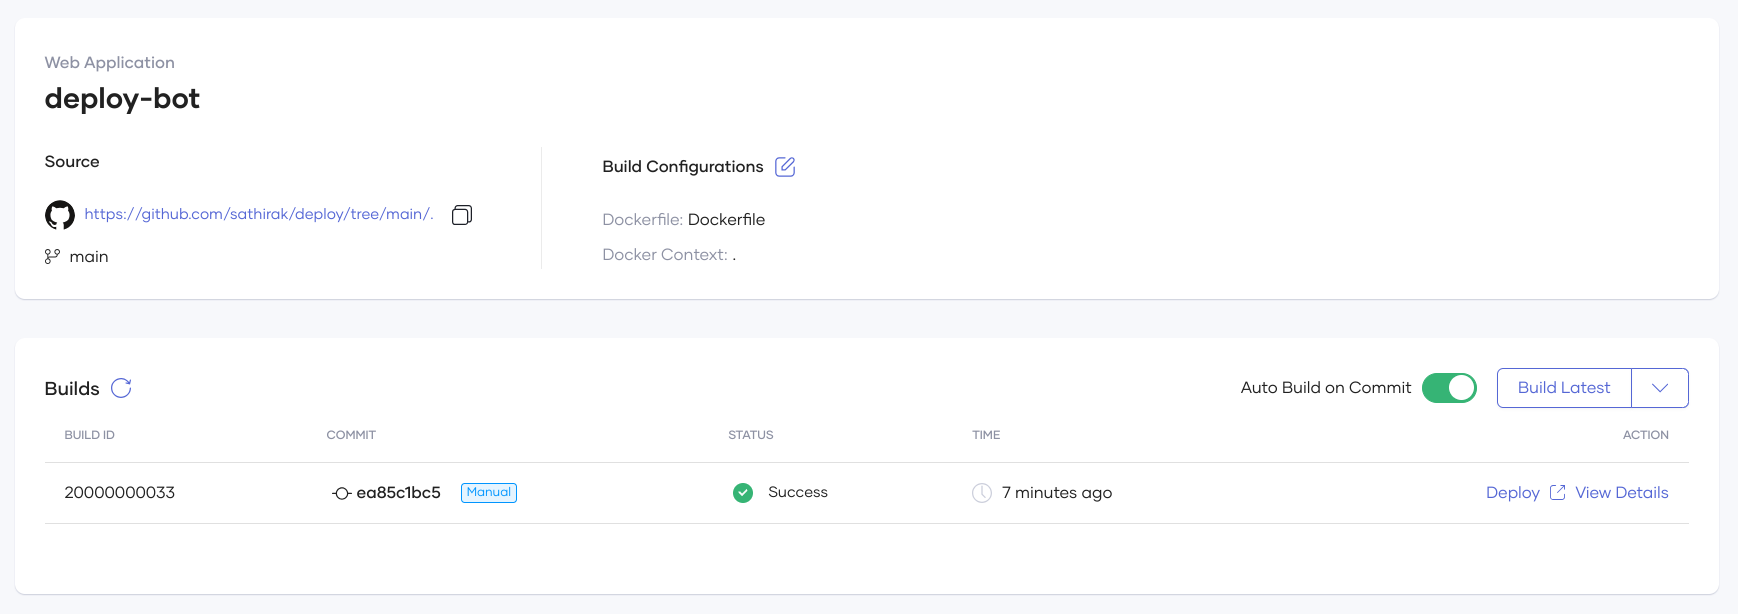 Web Application
deploy-bot
Source
https://github.com/sathirak/deploy/tree/main/.
main
Build Configurations
Dockerfile: Dockerfile
Docker Context: .
Builds
Auto Build on Commit
Build Latest
BUILD ID COMMIT STATUS TIME ACTION
20000000033 ea85c1bc5 Manual Success 7 minutes ago Deploy View Details